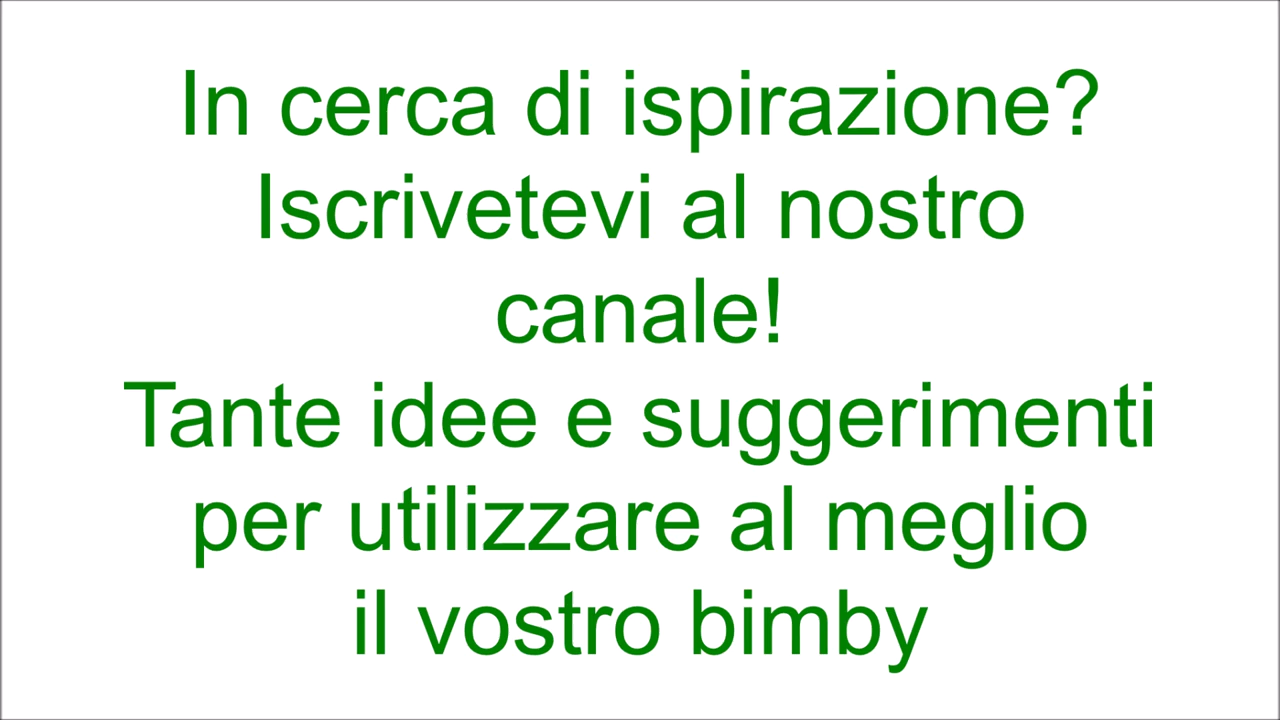 In cerca di ispirazione?
Iscrivetevi al nostro
canale!
Tante idee e suggerimenti
per utilizzare al meglio
il vostro bimby